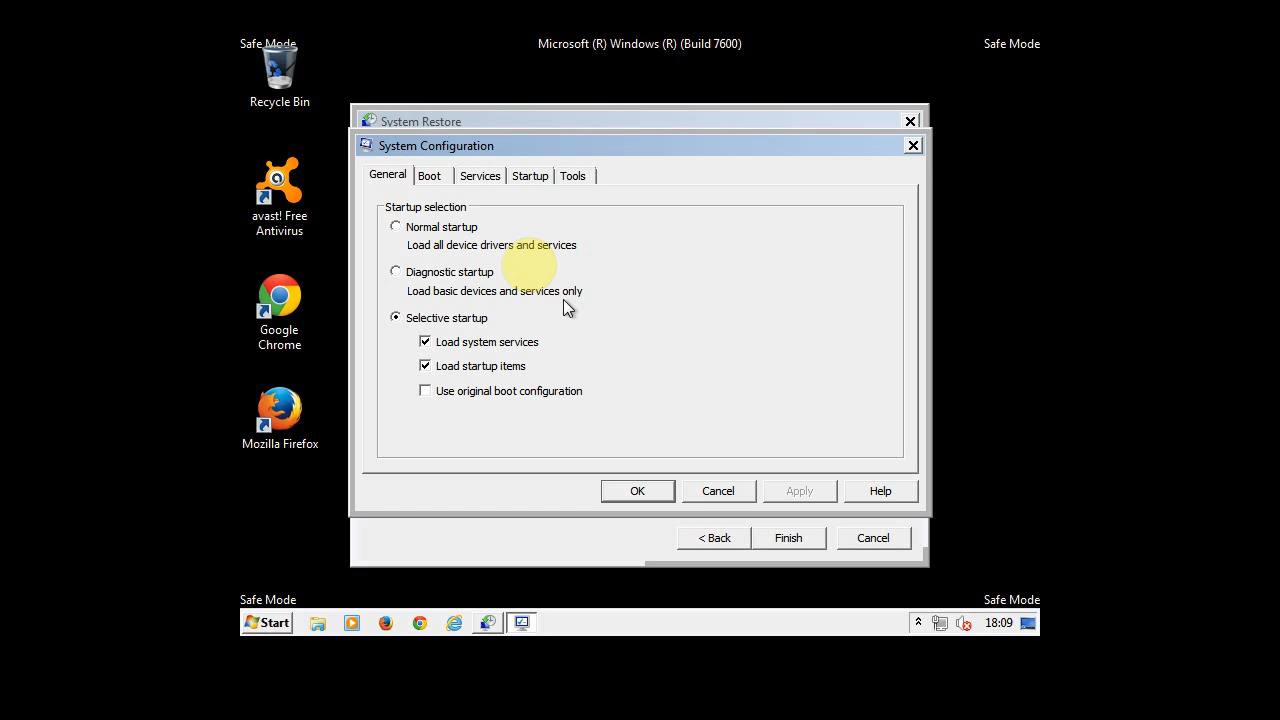 Safe Mode
Microsoft (R) Windows (R) (Build 7600)
Safe Mode
Recycle Bin
avast! Free
Antivirus
Google
Chrome
Mozilla Firefox
System Restore
System Configuration
General
Boot
Services
Startup
Tools
Startup selection
Normal startup
Load all device drivers and services
Diagnostic startup
Load basic devices and services only
Selective startup
Load system services
Load startup items
Use original boot configuration
OK
Cancel
Apply
Help
< Back
Finish
Cancel
Safe Mode
Safe Mode
Start
18:09